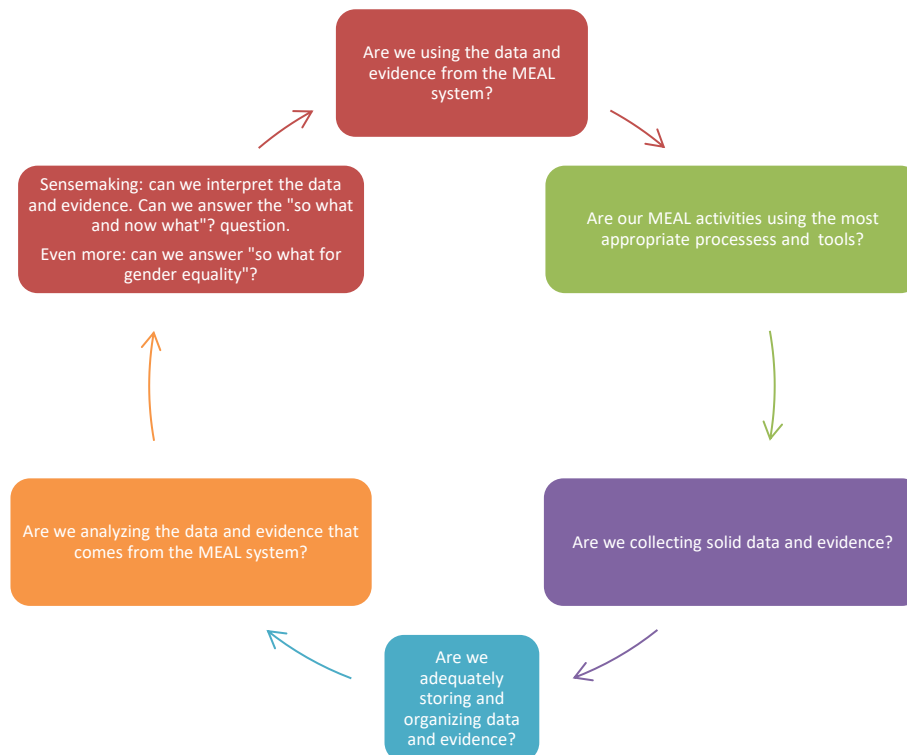 Are we using the data and
evidence from the MEAL
system?
Are our MEAL activities using the most
appropriate processess and tools?
Are we collecting solid data and evidence?
Are we
adequately
storing and
organizing data
and evidence?
Are we analyzing the data and evidence that
comes from the MEAL system?
Sensemaking: can we interpret the data
and evidence. Can we answer the "so what
and now what"? question.
Even more: can we answer "so what for
gender equality"?